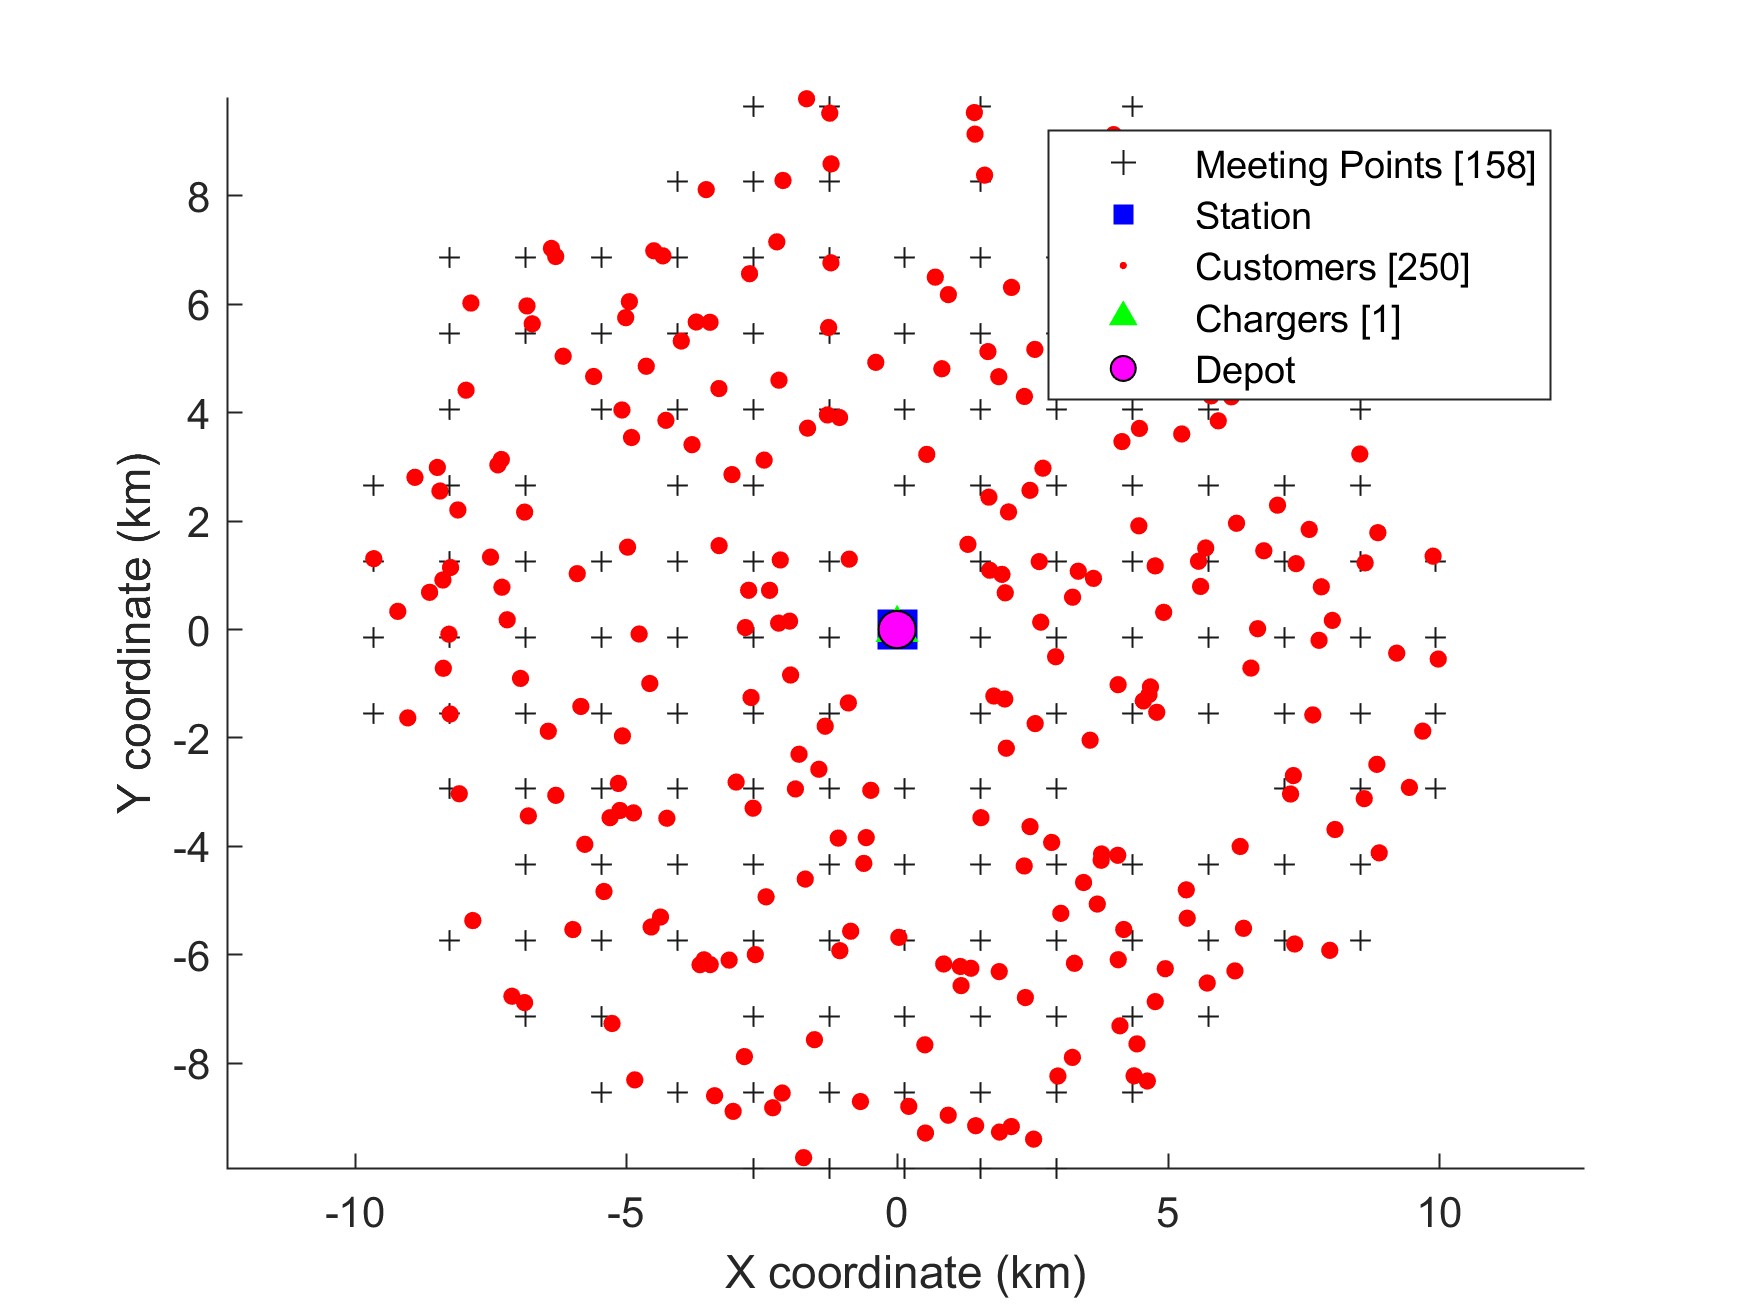 Meeting Points [158]
Station
Customers [250]
Chargers [1]
Depot
8
6
4
2
0
-2
-4
-6
-8
Y coordinate (km)
-10
-5
0
5
10
X coordinate (km)